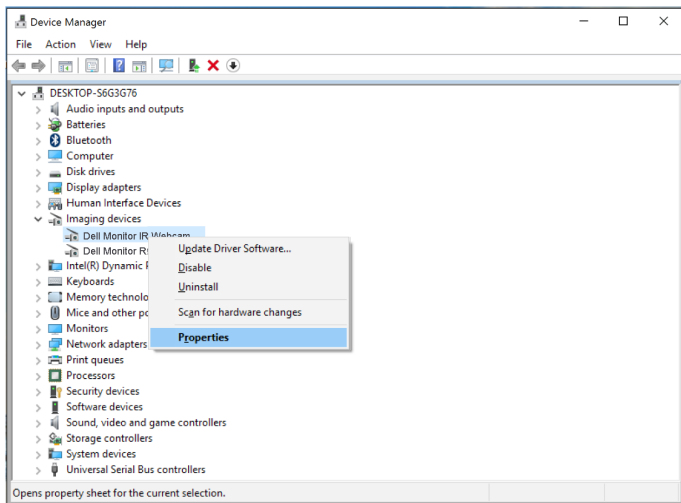 Device Manager
File Action View Help
DESKTOP-S6G3G76
Audio inputs and outputs
Batteries
Bluetooth
Computer
Disk drives
Display adapters
Human Interface Devices
Imaging devices
Dell Monitor IR Webcam
Dell Monitor
Intel(R) Dynamic
Keyboards
Memory
Mice and other
Monitors
Network adapters
Print queues
Processors
Security devices
Software devices
Sound, video and game controllers
Storage controllers
System devices
Universal Serial Bus controllers
Update Driver Software...
Disable
Uninstall
Scan for hardware changes
Properties
Opens property sheet for the current selection.